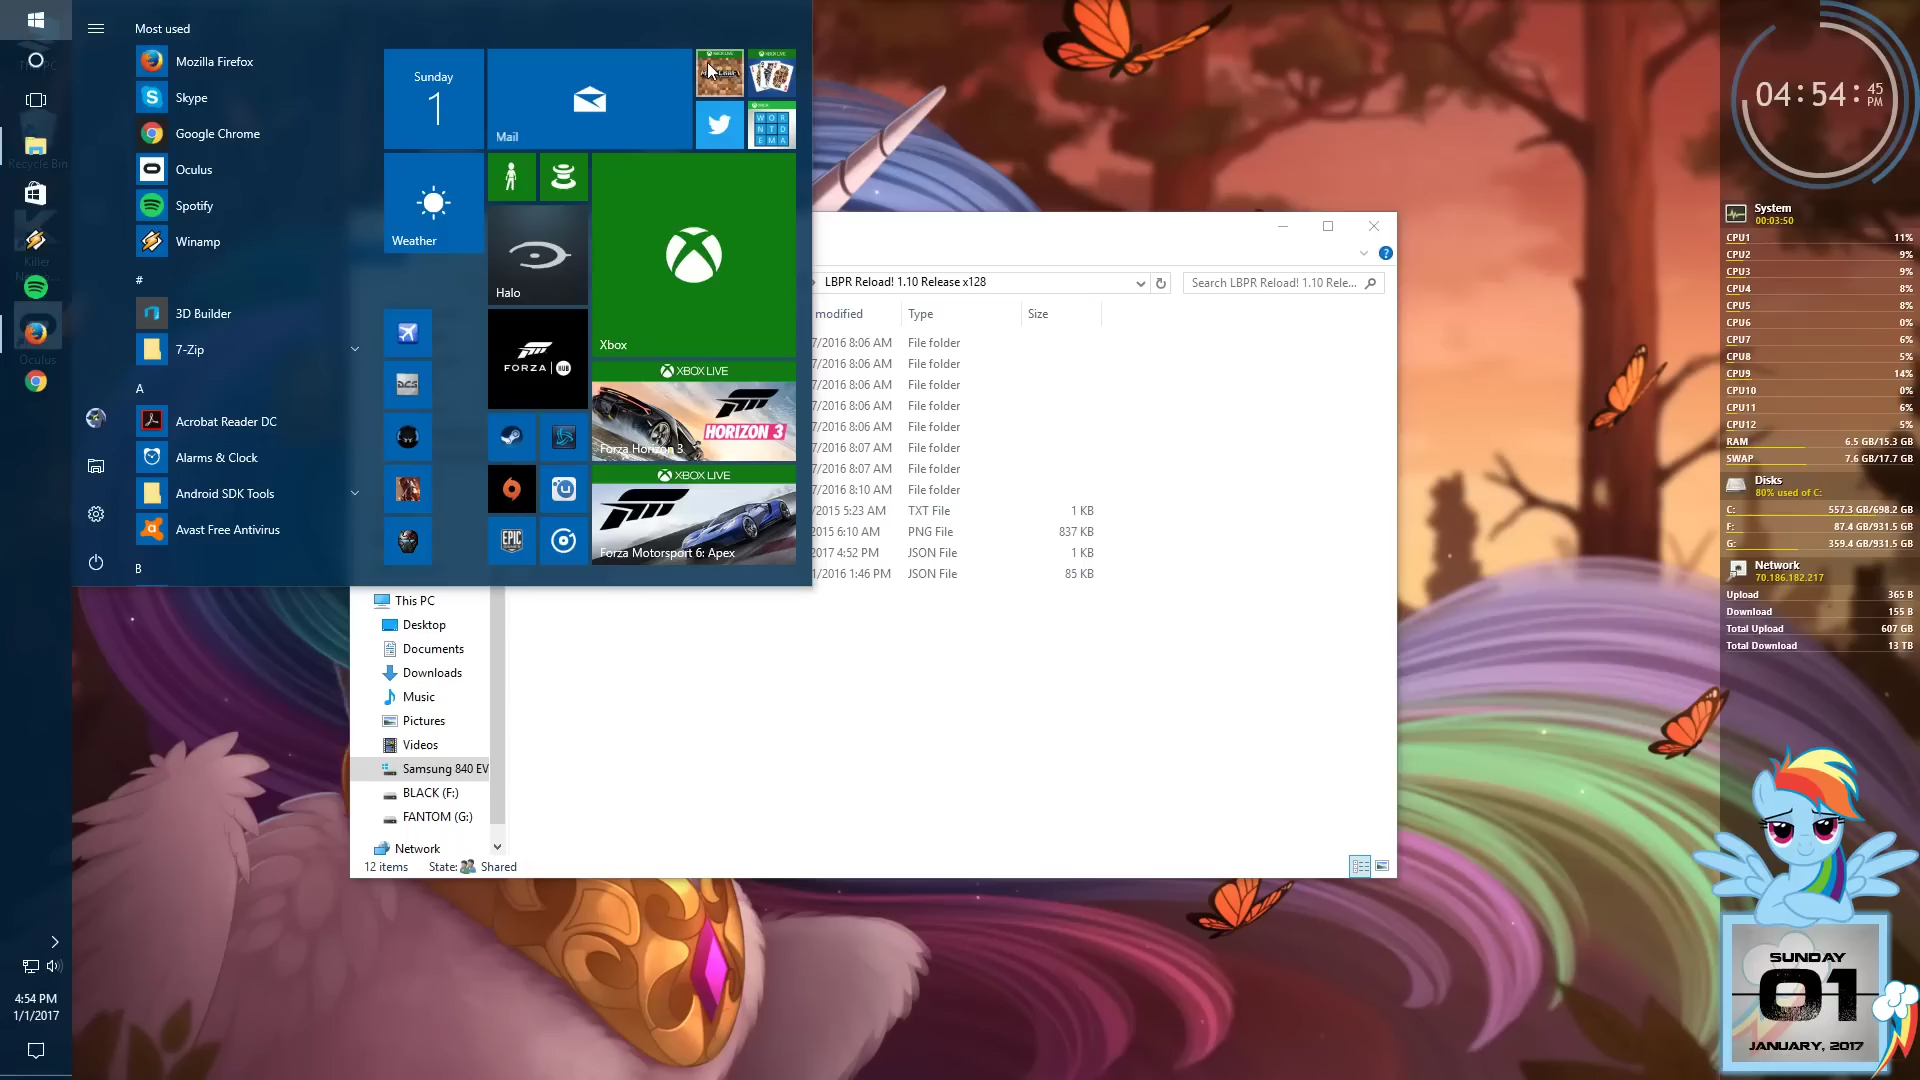 Most used
Mozilla Firefox
Skype
Google Chrome
Oculus
Spotify
Winamp
#
3D Builder
7-Zip
A
Acrobat Reader DC
Alarms & Clock
Android SDK Tools
Avast Free Antivirus
B
Sunday
1
Mail
Weather
Halo
FORZA HUB
EPIC
GAMES
XBOX LIVE
XBOX LIVE
Xbox
XBOX LIVE
HORIZON 3
Forza Horizon 3
XBOX LIVE
Forza Motorsport 6: Apex
LBPR Reload! 1.10 Release x128
Search LBPR Reload! 1.10 Rele...
modified
Type
Size
7/2016 8:06 AM File folder
7/2016 8:06 AM File folder
7/2016 8:06 AM File folder
7/2016 8:06 AM File folder
7/2016 8:06 AM File folder
7/2016 8:07 AM File folder
7/2016 8:07 AM File folder
7/2016 8:10 AM File folder
/2015 5:23 AM TXT File 1 KB
2015 6:10 AM PNG File 837 KB
2017 4:52 PM JSON File 1 KB
1/2016 1:46 PM JSON File 85 KB
This PC
Desktop
Documents
Downloads
Music
Pictures
Videos
Samsung 840 EV
BLACK (F:)
FANTOM (G:)
Network
12 items State: Shared
Recycle Bin
Killer
Oculus
4:54 PM
1/1/2017
04:54:45 PM
System
00:03:50
CPU1 11%
CPU2 9%
CPU3 9%
CPU4 8%
CPU5 8%
CPU6 0%
CPU7 6%
CPU8 5%
CPU9 14%
CPU10 0%
CPU11 6%
CPU12 5%
RAM 6.5 GB/15.3 GB
SWAP 7.6 GB/17.7 GB
Disks
80% used of C:
C: 557.3 GB/698.2 GB
F: 87.4 GB/931.5 GB
G: 359.4 GB/931.5 GB
Network
70.186.182.217
Upload 365 B
Download 155 B
Total Upload 607 GB
Total Download 13 TB
SUNDAY
01
JANUARY, 2017